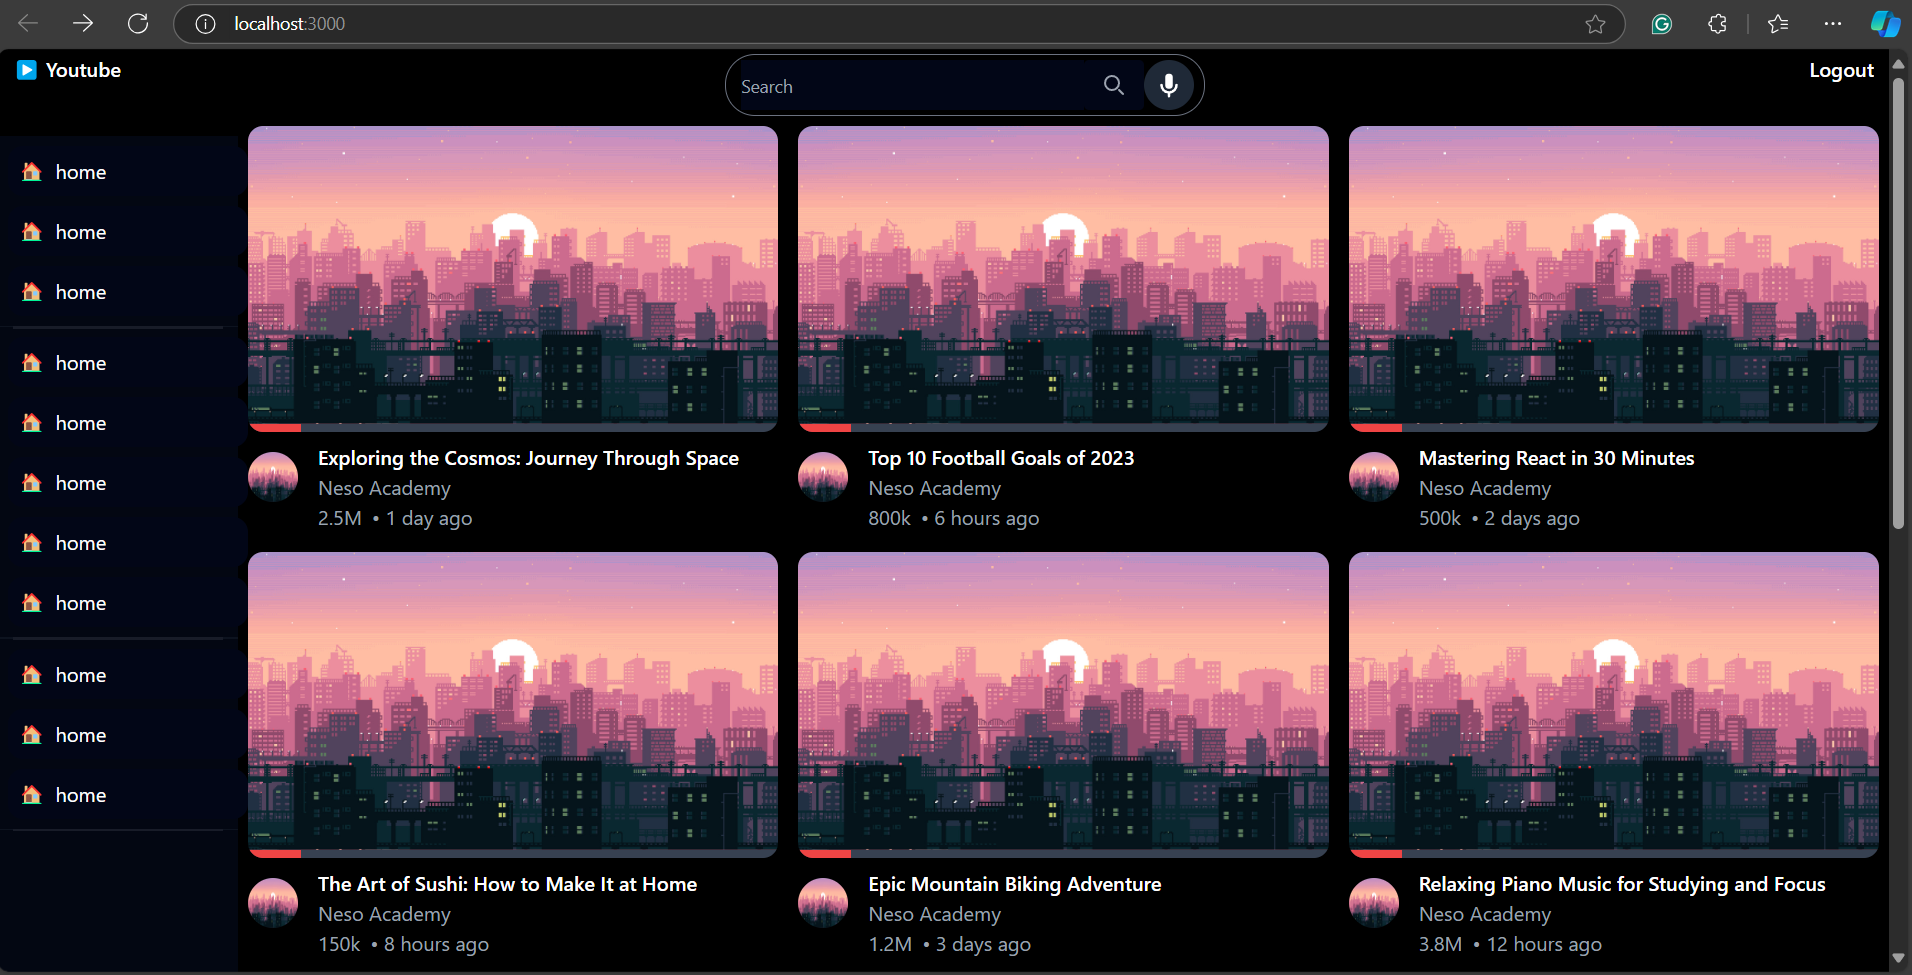 localhost:3000
Youtube
Search
Logout
home
home
home
home
home
home
home
home
home
home
home
Exploring the Cosmos: Journey Through Space
Neso Academy
2.5M • 1 day ago
Top 10 Football Goals of 2023
Neso Academy
800k • 6 hours ago
Mastering React in 30 Minutes
Neso Academy
500k • 2 days ago
The Art of Sushi: How to Make It at Home
Neso Academy
150k • 8 hours ago
Epic Mountain Biking Adventure
Neso Academy
1.2M • 3 days ago
Relaxing Piano Music for Studying and Focus
Neso Academy
3.8M • 12 hours ago